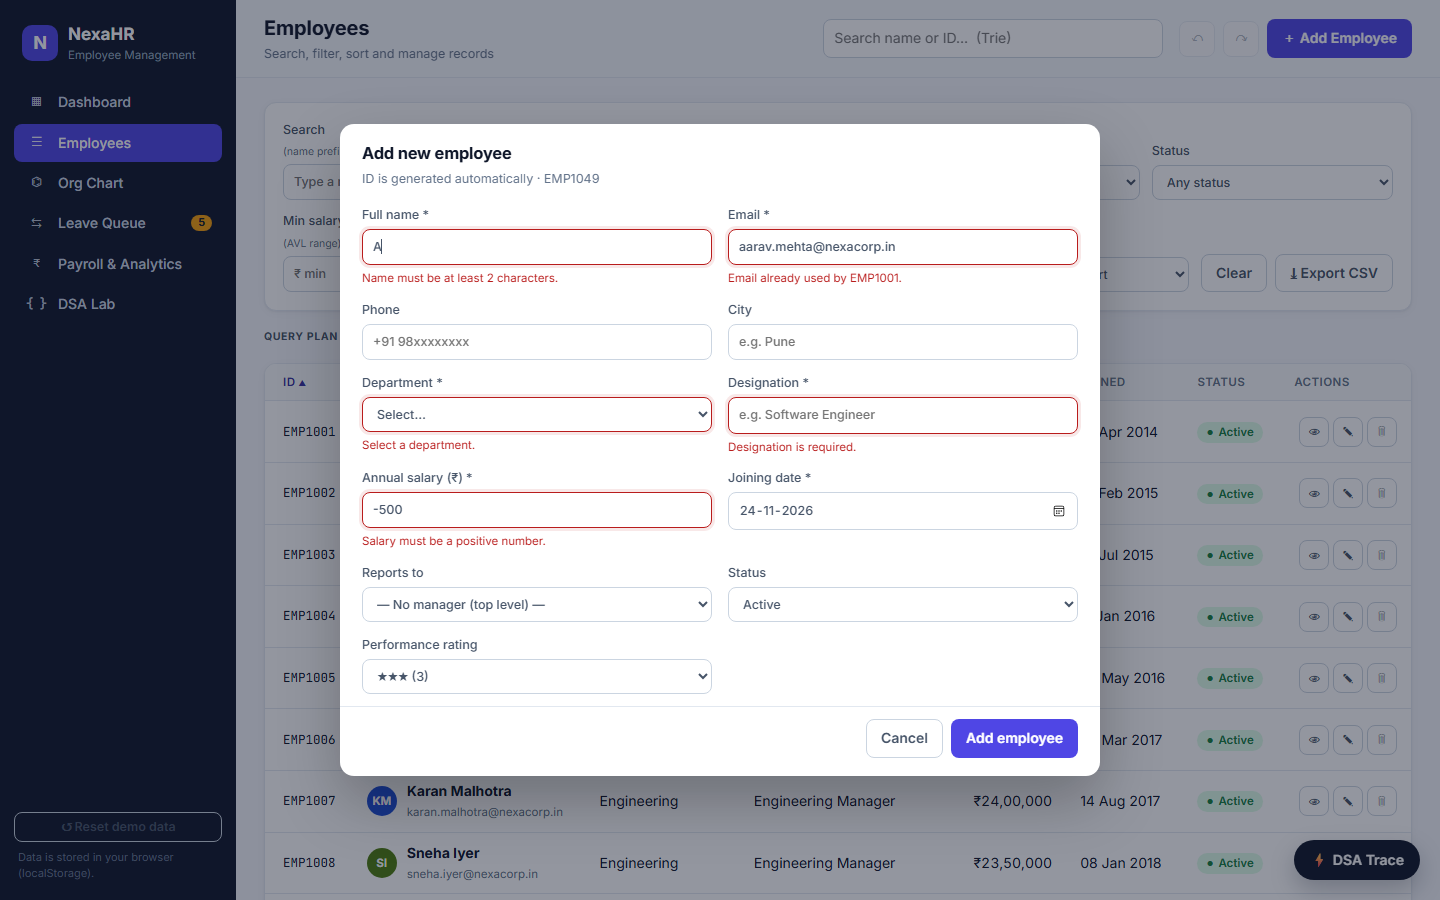 N
NexaHR
Employee Management
Dashboard
Employees
Org Chart
Leave Queue
5
₹ Payroll & Analytics
{ } DSA Lab
↺ Reset demo data
Data is stored in your browser
(localStorage).
Employees
Search, filter, sort and manage records
Search name or ID... (Trie)
+ Add Employee
Search
(name prefi
Type a
Status
Any status
Min salary
(AVL range)
₹ min
rt
Clear
Export CSV
QUERY PLAN
ID ▲
NED
STATUS
ACTIONS
EMP1001
Apr 2014
Active
EMP1002
Feb 2015
Active
EMP1003
Jul 2015
Active
EMP1004
Jan 2016
Active
EMP1005
May 2016
Active
EMP1006
Mar 2017
Active
EMP1007
KM
Karan Malhotra
karan.malhotra@nexacorp.in
Engineering
Engineering Manager
₹24,00,000
14 Aug 2017
Active
EMP1008
SI
Sneha Iyer
sneha.iyer@nexacorp.in
Engineering
Engineering Manager
₹23,50,000
08 Jan 2018
Active
DSA Trace
Add new employee
ID is generated automatically · EMP1049
Full name *
A
Name must be at least 2 characters.
Email *
aarav.mehta@nexacorp.in
Email already used by EMP1001.
Phone
+91 98xxxxxxxx
City
e.g. Pune
Department *
Select...
Select a department.
Designation *
e.g. Software Engineer
Designation is required.
Annual salary (₹) *
-500
Salary must be a positive number.
Joining date *
24-11-2026
Reports to
— No manager (top level) —
Status
Active
Performance rating
★★★ (3)
Cancel
Add employee